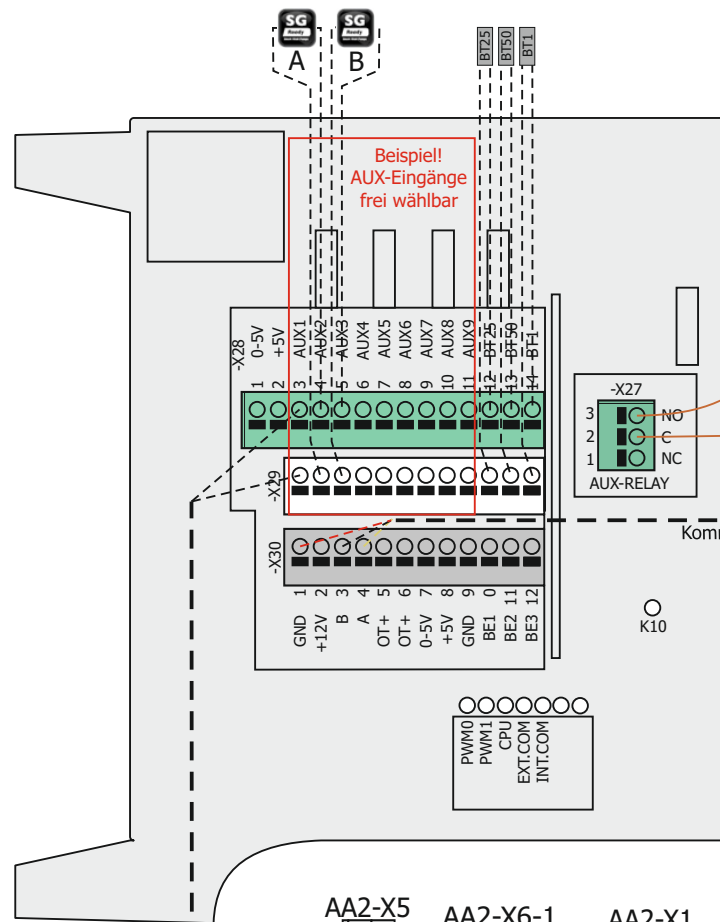 SG
Ready
SG
Ready
A
B
BT25
BT50
BT1
Beispiel!
AUX-Eingänge
frei wählbar
-X28
0-5V
+5V
AUX1
AUX2
AUX3
AUX4
AUX5
AUX6
AUX7
AUX8
AUX9
BT25
BT50
BT1
1
2
3
4
5
6
7
8
9
10
11
12
13
14
-X27
3
NO
2
C
1
NC
AUX-RELAY
-X29
-X30
1
2
3
4
5
6
7
8
9
0
11
12
GND
+12V
B
A
OT+
OT+
0-5V
+5V
GND
BE1
BE2
BE3
Komm
K10
PWM0
PWM1
CPU
EXT.COM
INT.COM
AA2-X5
AA2-X6-1
AA2-X1